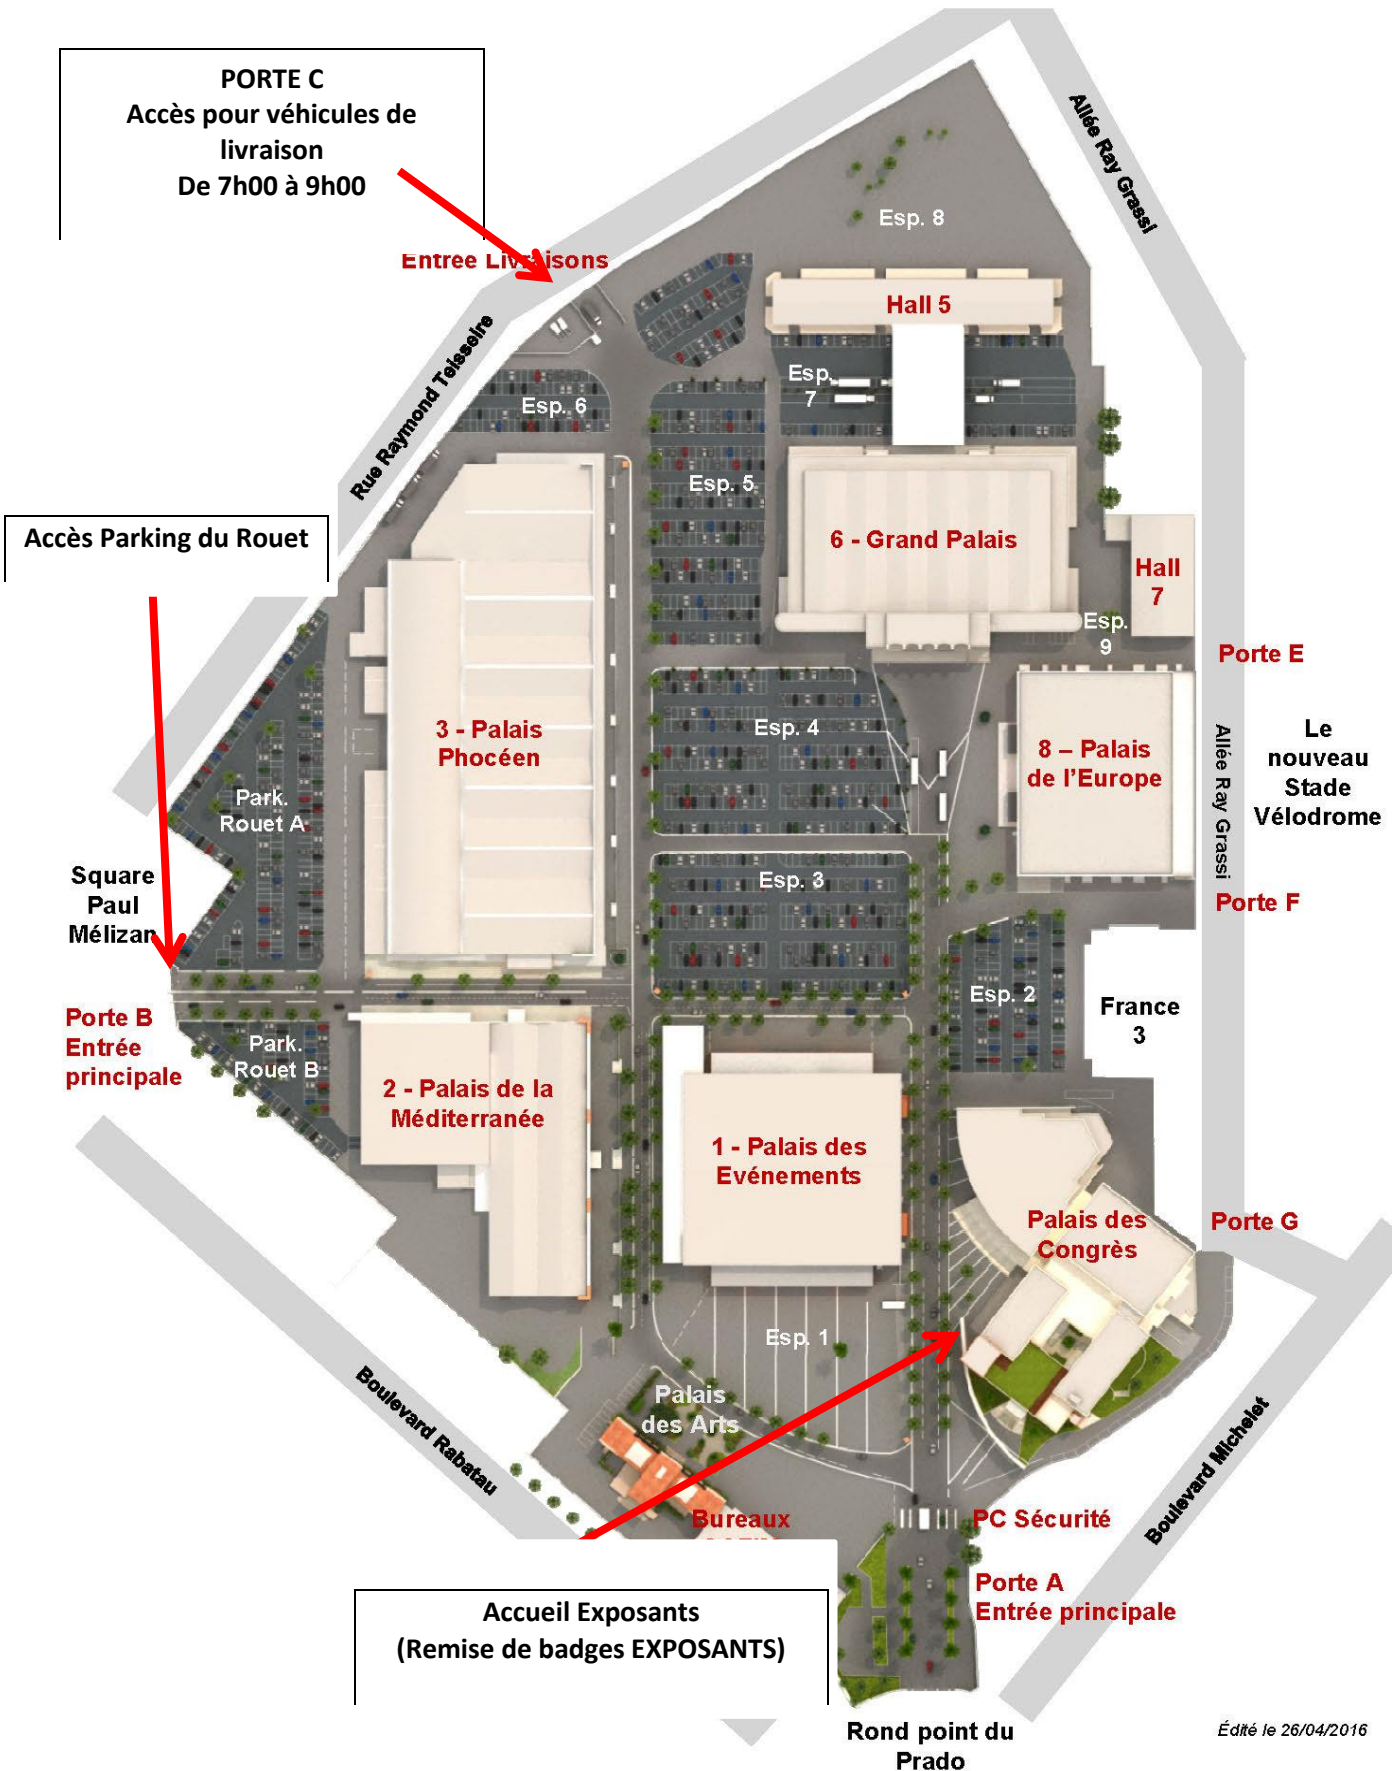 PORTE C
Accès pour véhicules de
livraison
De 7h00 à 9h00
Allée Ray Grassi
Esp. 8
Entrée Livraisons
Hall 5
Rue Raymond Teisseire
Esp.
7
Esp. 6
Esp. 5
Accès Parking du Rouet
6 - Grand Palais
Hall
7
Esp.
9
Porte E
3 - Palais
Phocéen
Esp. 4
8 – Palais
de l'Europe
Allée Ray Grassi
Le
nouveau
Stade
Vélodrome
Park.
Rouet A
Square
Paul
Mélizan
Esp. 3
Porte F
Esp. 2
France
3
Porte B
Entrée
principale
Park.
Rouet B
2 - Palais de la
Méditerranée
1 - Palais des
Evénements
Palais des
Congrès
Porte G
Esp. 1
Boulevard Rabatau
Palais
des Arts
Boulevard Michelet
Bureaux
PC Sécurité
Porte A
Entrée principale
Accueil Exposants
(Remise de badges EXPOSANTS)
Rond point du
Prado
Édité le 26/04/2016